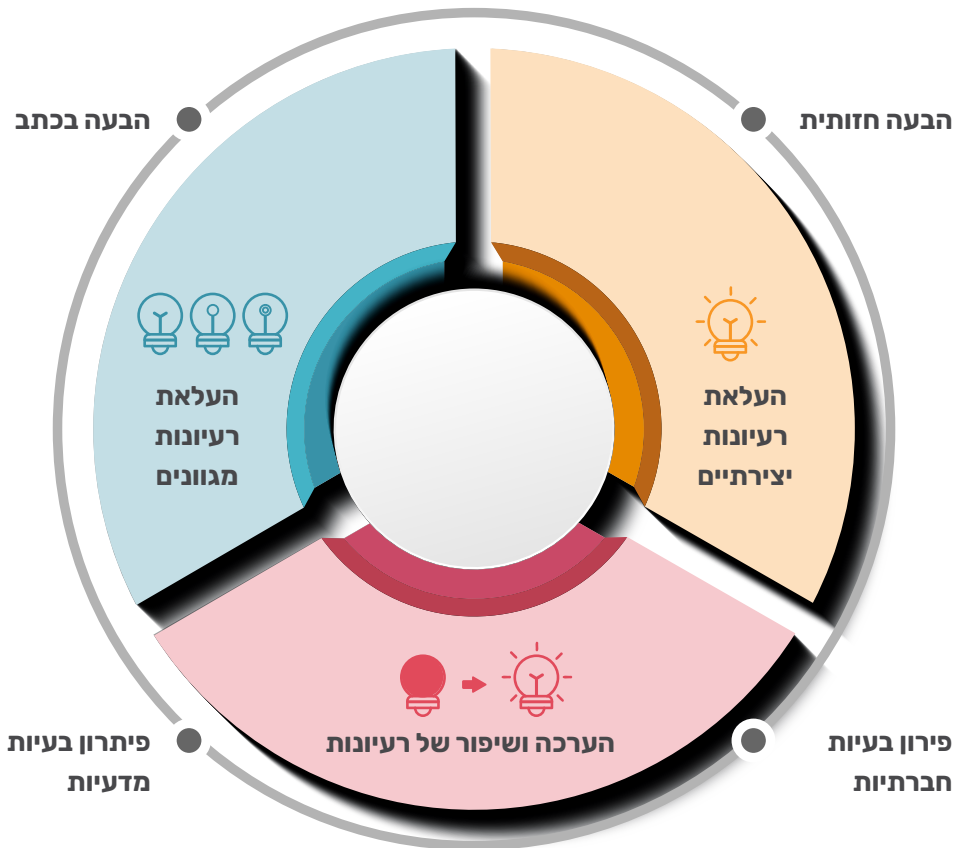 הבעה חזותית
הבעה בכתב
העלאת
רעיונות
יצירתיים
העלאת
רעיונות
מגוונים
הערכה ושיפור של רעיונות
פירון בעיות
חברתיות
פיתרון בעיות
מדעיות